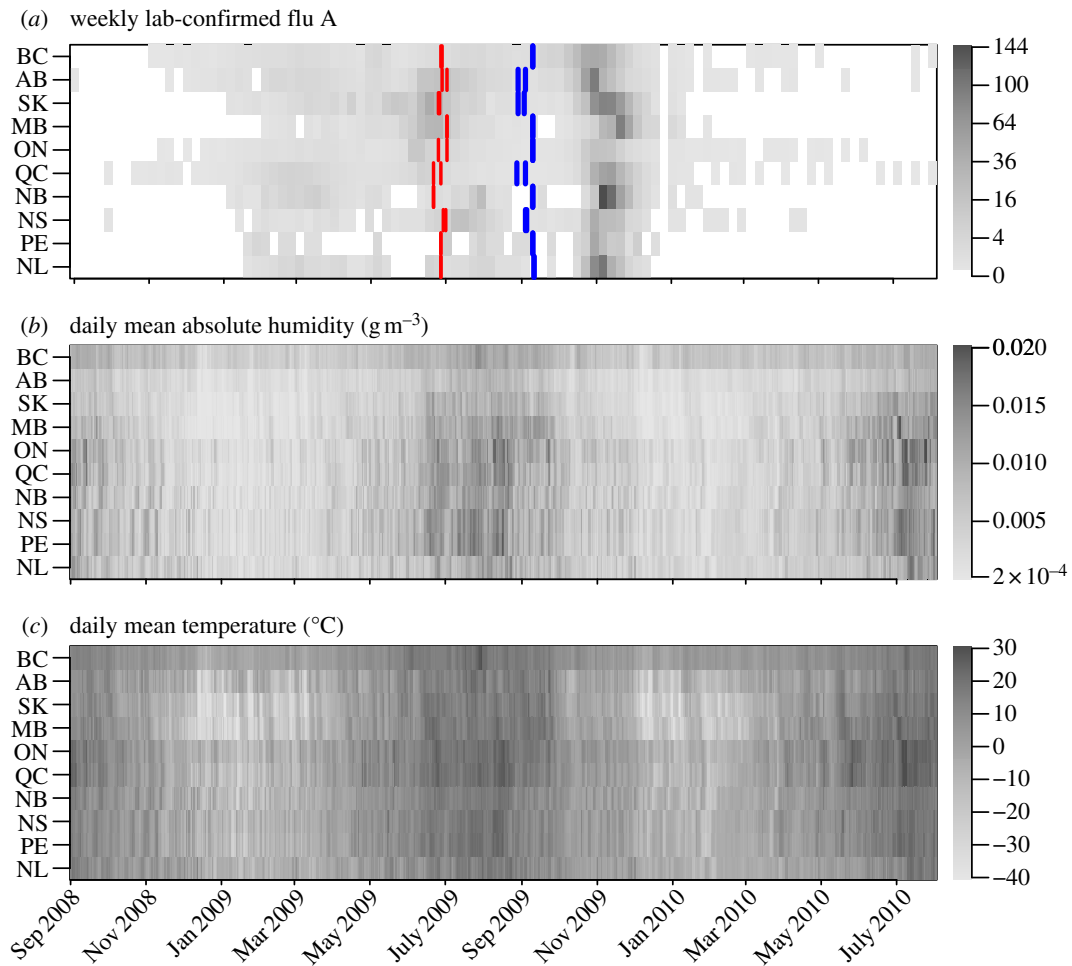 (a) weekly lab-confirmed flu A
BC
AB
SK
MB
ON
QC
NB
NS
PE
NL
144
100
64
36
16
4
0
(b) daily mean absolute humidity (g m⁻³)
BC
AB
SK
MB
ON
QC
NB
NS
PE
NL
0.020
0.015
0.010
0.005
2 × 10⁻⁴
(c) daily mean temperature (°C)
BC
AB
SK
MB
ON
QC
NB
NS
PE
NL
30
20
10
0
−10
−20
−30
−40
Sep 2008
Nov 2008
Jan 2009
Mar 2009
May 2009
July 2009
Sep 2009
Nov 2009
Jan 2010
Mar 2010
May 2010
July 2010